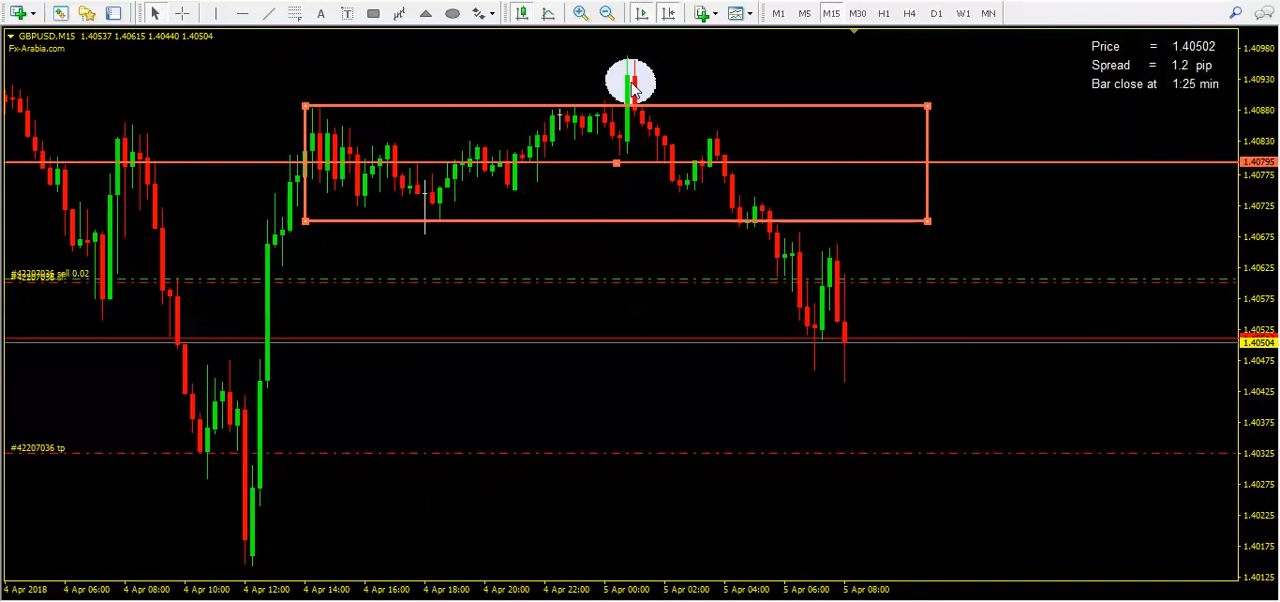 A
T
M1 M5 M15 M30 H1 H4 D1 W1 MN
GBPUSD,M15 1.40537 1.40615 1.40440 1.40504
Fx-Arabia.com
Price = 1.40502
Spread = 1.2 pip
Bar close at 1:25 min
1.40980
1.40930
1.40880
1.40830
1.40795
1.40775
1.40725
1.40675
1.40625
1.40575
1.40525
1.40504
1.40475
1.40425
1.40375
1.40325
1.40275
1.40225
1.40175
1.40125
#42207036 sell 0.02
#42207036 tp
4 Apr 2018 4 Apr 06:00 4 Apr 08:00 4 Apr 10:00 4 Apr 12:00 4 Apr 14:00 4 Apr 16:00 4 Apr 18:00 4 Apr 20:00 4 Apr 22:00 5 Apr 00:00 5 Apr 02:00 5 Apr 04:00 5 Apr 06:00 5 Apr 08:00